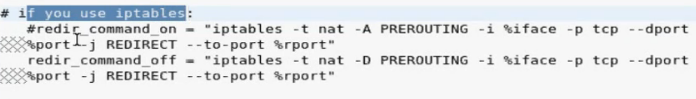 # if you use iptables:
#redir_command_on = "iptables -t nat -A PREROUTING -i %iface -p tcp --dport
%port -j REDIRECT --to-port %rport"
redir_command_off = "iptables -t nat -D PREROUTING -i %iface -p tcp --dport
%port -j REDIRECT --to-port %rport"